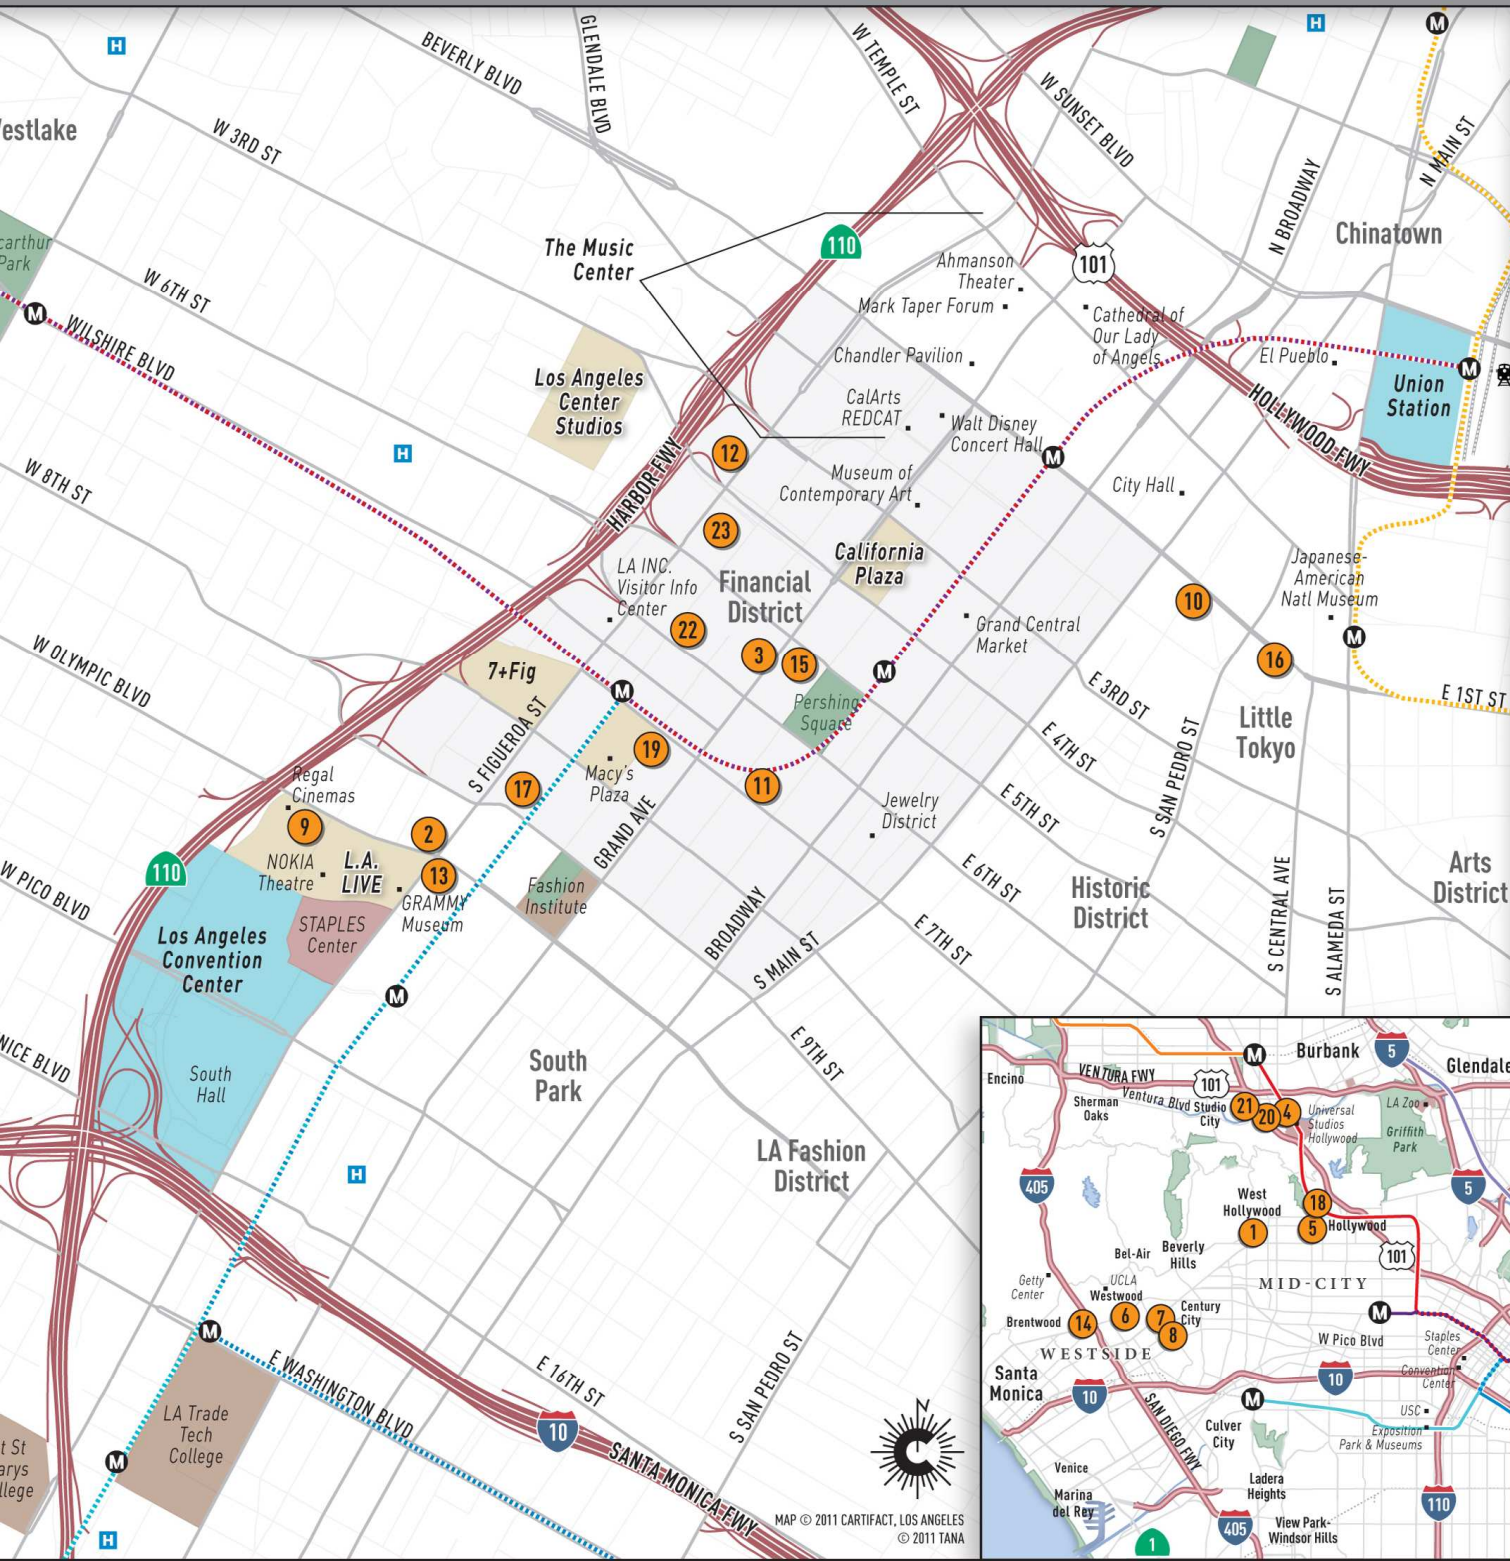 H
H
M
GLENDALE BLVD
BEVERLY BLVD
W TEMPLE ST
W SUNSET BLVD
N MAIN ST
W 3RD ST
N BROADWAY
Chinatown
The Music
Center
110
101
Ahmanson
Theater
Mark Taper Forum
Cathedral of
Our Lady
of Angels
W 6TH ST
M
WILSHIRE BLVD
Chandler Pavilion
El Pueblo
M
Union
Station
Los Angeles
Center
Studios
CalArts
REDCAT
Walt Disney
Concert Hall
HOLLYWOOD FWY
H
12
M
HARBOR FWY
Museum of
Contemporary Art
City Hall
W 8TH ST
23
California
Plaza
LA INC.
Visitor Info
Center
Financial
District
Japanese-
American
Natl Museum
10
22
Grand Central
Market
M
3
15
16
W OLYMPIC BLVD
7+Fig
M
M
Pershing
Square
E 3RD ST
E 1ST ST
S FIGUEROA ST
Little
Tokyo
19
E 4TH ST
Macy's
Plaza
S SAN PEDRO ST
Regal
Cinemas
17
11
Jewelry
District
E 5TH ST
9
2
GRAND AVE
NOKIA
Theatre
L.A.
LIVE
13
110
W PICO BLVD
GRAMMY
Museum
Fashion
Institute
E 6TH ST
Historic
District
Arts
District
STAPLES
Center
BROADWAY
S MAIN ST
E 7TH ST
S CENTRAL AVE
S ALAMEDA ST
Los Angeles
Convention
Center
M
South
Hall
South
Park
E 9TH ST
LA Fashion
District
H
M
E WASHINGTON BLVD
E 16TH ST
S SAN PEDRO ST
LA Trade
Tech
College
10
SANTA MONICA FWY
M
H
N
C
MAP © 2011 CARTIFACT, LOS ANGELES
© 2011 TANA
M
Burbank
5
Glendale
Encino
VENTURA FWY
101
Sherman
Oaks
Ventura Blvd
Studio
City
21
20
4
Universal
Studios
Hollywood
LA Zoo
Griffith
Park
405
5
West
Hollywood
1
18
5
Hollywood
Bel-Air
Beverly
Hills
101
Getty
Center
UCLA
Westwood
MID-CITY
Brentwood
14
6
7
8
Century
City
M
W Pico Blvd
Staples
Center
Convention
Center
WESTSIDE
Santa
Monica
10
10
SAN DIEGO FWY
M
USC
Exposition
Park & Museums
Culver
City
Venice
Marina
del Rey
Ladera
Heights
110
View Park-
Windsor Hills
405
1